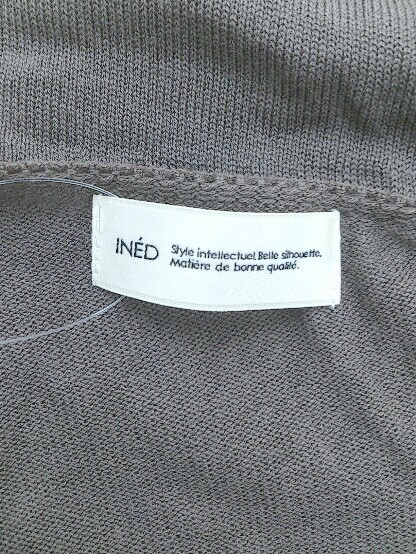 INÉD
Style intellectuel. Belle silhouette.
Matière de bonne qualité.